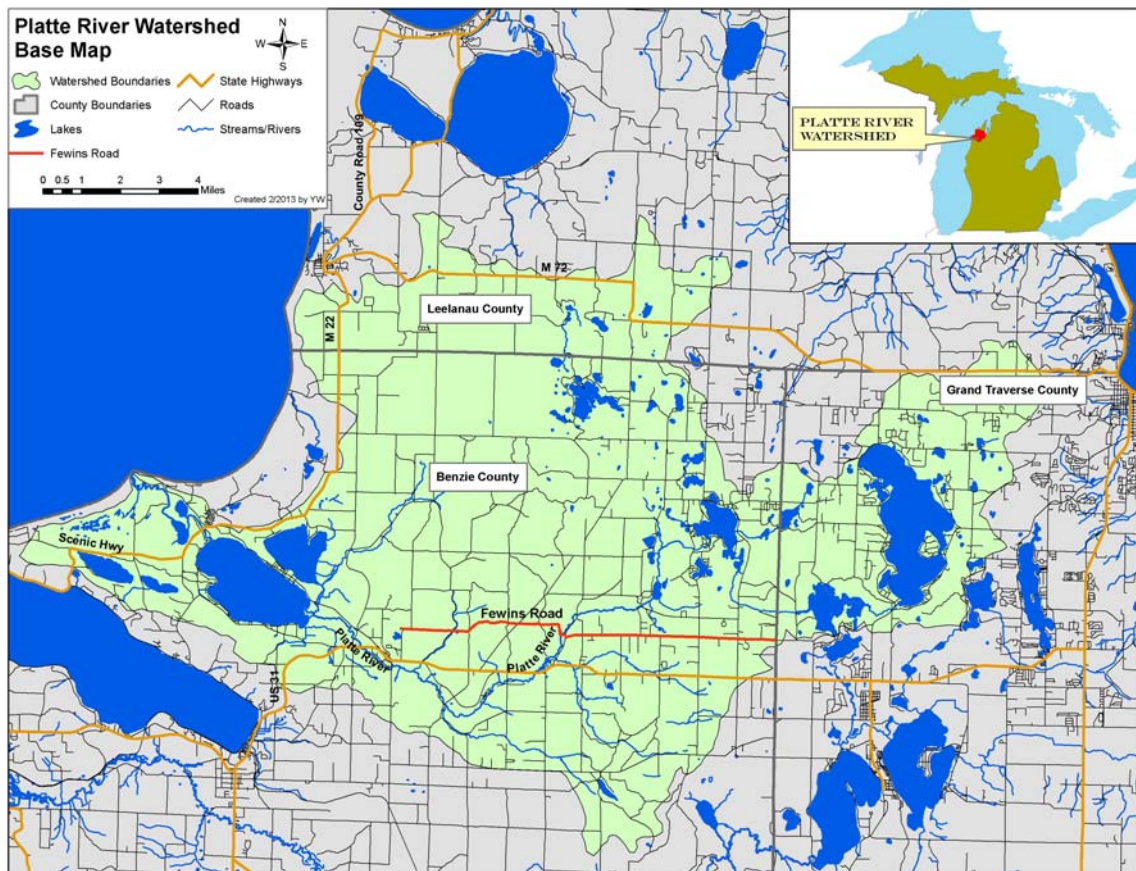 Platte River Watershed
Base Map
N
W E
S
Watershed Boundaries
State Highways
County Boundaries
Roads
Lakes
Streams/Rivers
Fewins Road
0 0.5 1 2 3 4
Miles
Created 2/2013 by YW
PLATTE RIVER
WATERSHED
County Road 109
M 72
Leelanau County
M 22
Grand Traverse County
Benzie County
Scenic Hwy
Fewins Road
Platte River
Platte River
US 31